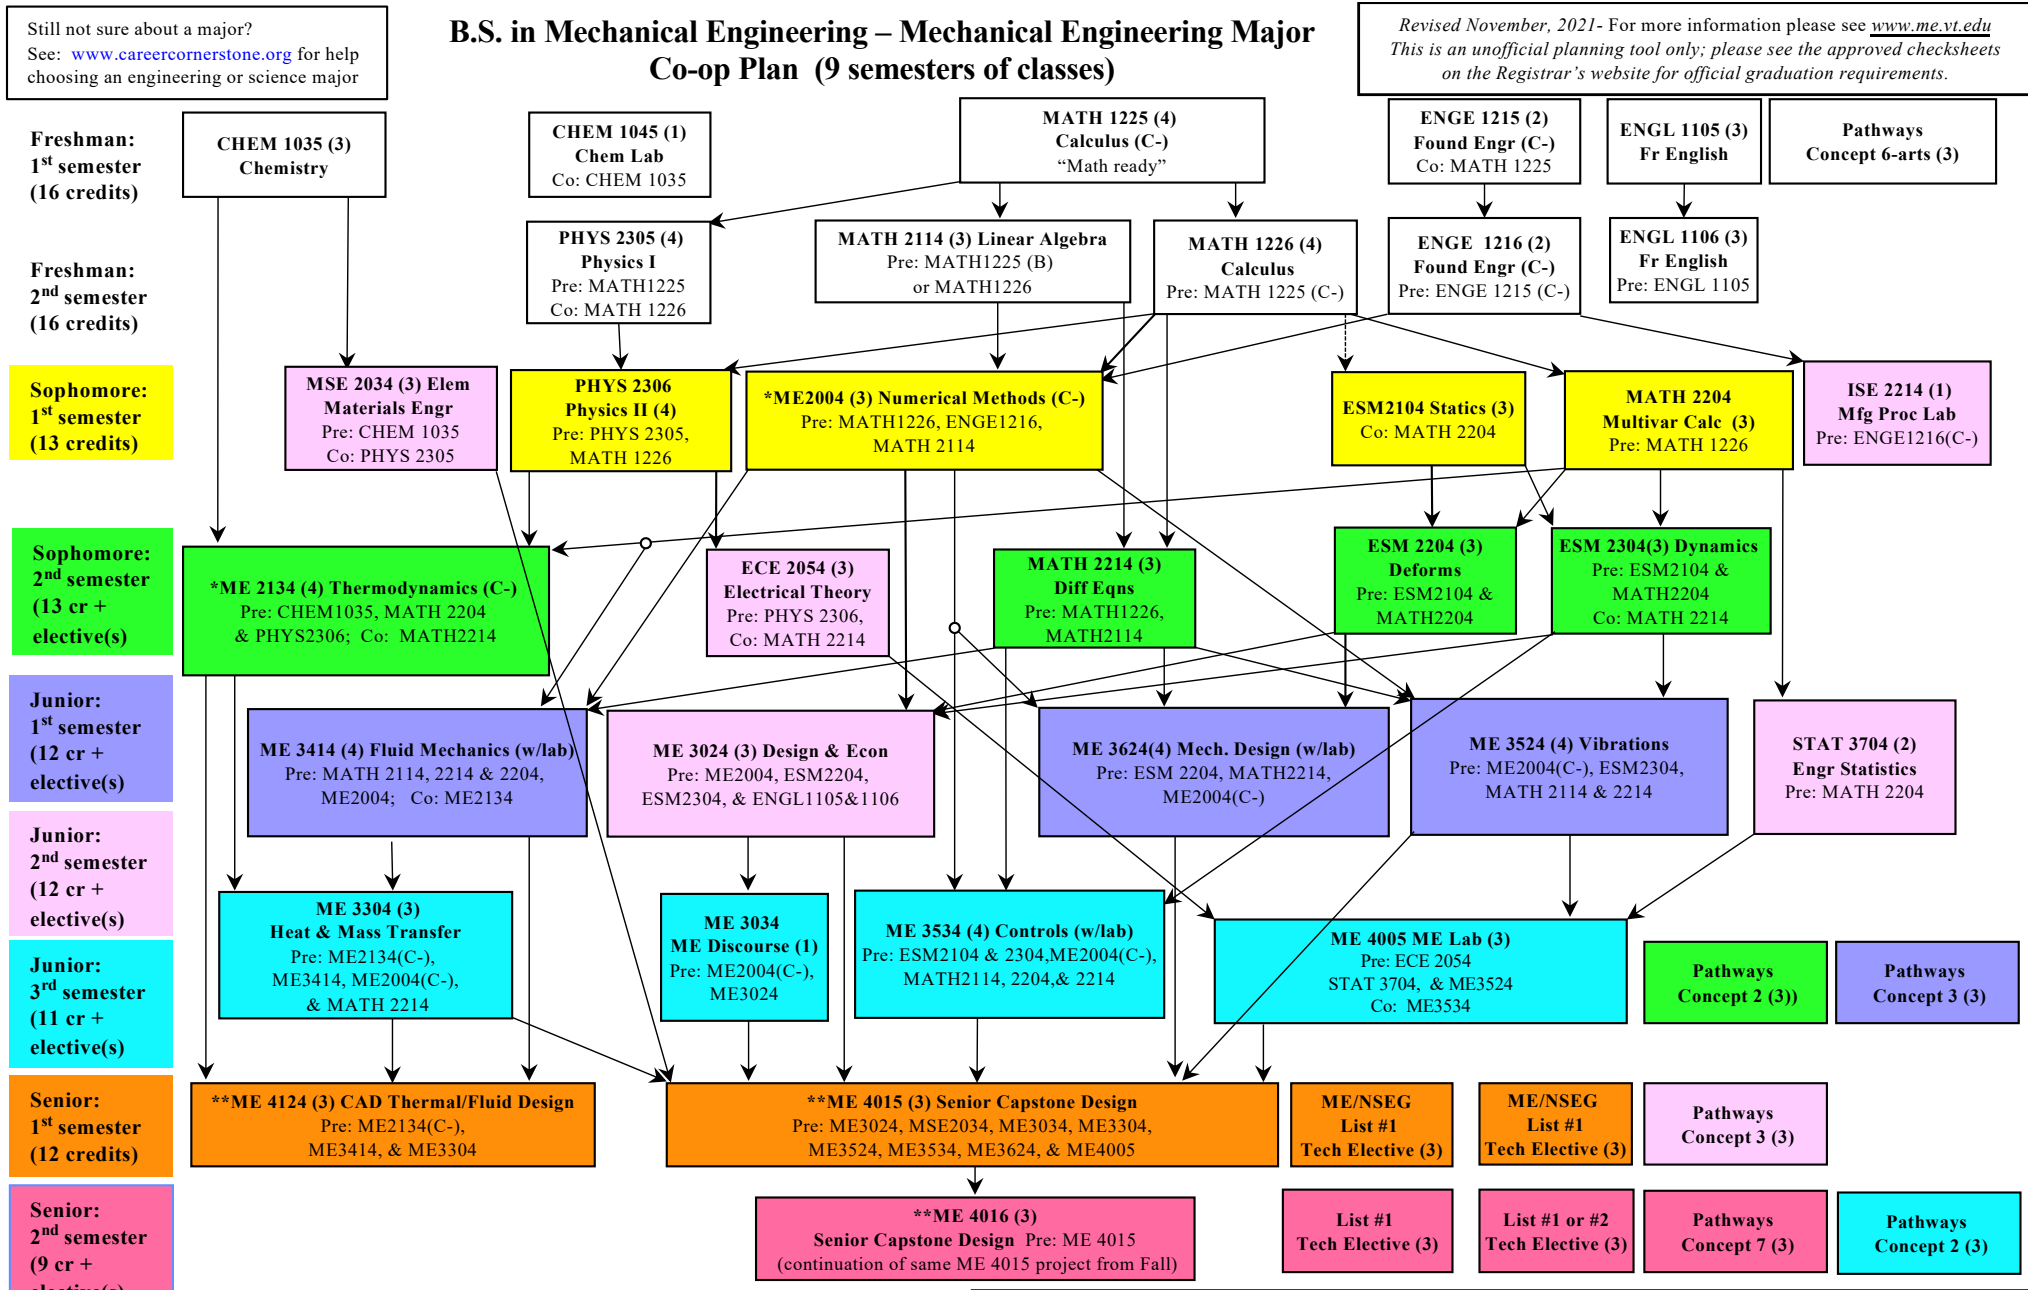 Still not sure about a major?
See: www.careercornerstone.org for help
choosing an engineering or science major
B.S. in Mechanical Engineering – Mechanical Engineering Major
Co-op Plan (9 semesters of classes)
Revised November, 2021- For more information please see www.me.vt.edu
This is an unofficial planning tool only; please see the approved checksheets
on the Registrar's website for official graduation requirements.
Freshman:
1st semester
(16 credits)
CHEM 1035 (3)
Chemistry
CHEM 1045 (1)
Chem Lab
Co: CHEM 1035
MATH 1225 (4)
Calculus (C-)
“Math ready”
ENGE 1215 (2)
Found Engr (C-)
Co: MATH 1225
ENGL 1105 (3)
Fr English
Pathways
Concept 6-arts (3)
Freshman:
2nd semester
(16 credits)
PHYS 2305 (4)
Physics I
Pre: MATH1225
Co: MATH 1226
MATH 2114 (3) Linear Algebra
Pre: MATH1225 (B)
or MATH1226
MATH 1226 (4)
Calculus
Pre: MATH 1225 (C-)
ENGE 1216 (2)
Found Engr (C-)
Pre: ENGE 1215 (C-)
ENGL 1106 (3)
Fr English
Pre: ENGL 1105
Sophomore:
1st semester
(13 credits)
MSE 2034 (3) Elem
Materials Engr
Pre: CHEM 1035
Co: PHYS 2305
PHYS 2306
Physics II (4)
Pre: PHYS 2305,
MATH 1226
*ME2004 (3) Numerical Methods (C-)
Pre: MATH1226, ENGE1216,
MATH 2114
ESM2104 Statics (3)
Co: MATH 2204
MATH 2204
Multivar Calc (3)
Pre: MATH 1226
ISE 2214 (1)
Mfg Proc Lab
Pre: ENGE1216(C-)
Sophomore:
2nd semester
(13 cr +
elective(s)
*ME 2134 (4) Thermodynamics (C-)
Pre: CHEM1035, MATH 2204
& PHYS2306; Co: MATH2214
ECE 2054 (3)
Electrical Theory
Pre: PHYS 2306,
Co: MATH 2214
MATH 2214 (3)
Diff Eqns
Pre: MATH1226,
MATH2114
ESM 2204 (3)
Deforms
Pre: ESM2104 &
MATH2204
ESM 2304(3) Dynamics
Pre: ESM2104 &
MATH2204
Co: MATH 2214
Junior:
1st semester
(12 cr +
elective(s)
ME 3414 (4) Fluid Mechanics (w/lab)
Pre: MATH 2114, 2214 & 2204,
ME2004; Co: ME2134
ME 3024 (3) Design & Econ
Pre: ME2004, ESM2204,
ESM2304, & ENGL1105&1106
ME 3624(4) Mech. Design (w/lab)
Pre: ESM 2204, MATH2214,
ME2004(C-)
ME 3524 (4) Vibrations
Pre: ME2004(C-), ESM2304,
MATH 2114 & 2214
STAT 3704 (2)
Engr Statistics
Pre: MATH 2204
Junior:
2nd semester
(12 cr +
elective(s)
Junior:
3rd semester
(11 cr +
elective(s)
ME 3304 (3)
Heat & Mass Transfer
Pre: ME2134(C-),
ME3414, ME2004(C-),
& MATH 2214
ME 3034
ME Discourse (1)
Pre: ME2004(C-),
ME3024
ME 3534 (4) Controls (w/lab)
Pre: ESM2104 & 2304,ME2004(C-),
MATH2114, 2204,& 2214
ME 4005 ME Lab (3)
Pre: ECE 2054
STAT 3704, & ME3524
Co: ME3534
Pathways
Concept 2 (3))
Pathways
Concept 3 (3)
Senior:
1st semester
(12 credits)
**ME 4124 (3) CAD Thermal/Fluid Design
Pre: ME2134(C-),
ME3414, & ME3304
**ME 4015 (3) Senior Capstone Design
Pre: ME3024, MSE2034, ME3034, ME3304,
ME3524, ME3534, ME3624, & ME4005
ME/NSEG
List #1
Tech Elective (3)
ME/NSEG
List #1
Tech Elective (3)
Pathways
Concept 3 (3)
Senior:
2nd semester
(9 cr +
elective(s)
**ME 4016 (3)
Senior Capstone Design Pre: ME 4015
(continuation of same ME 4015 project from Fall)
List #1
Tech Elective (3)
List #1 or #2
Tech Elective (3)
Pathways
Concept 7 (3)
Pathways
Concept 2 (3)